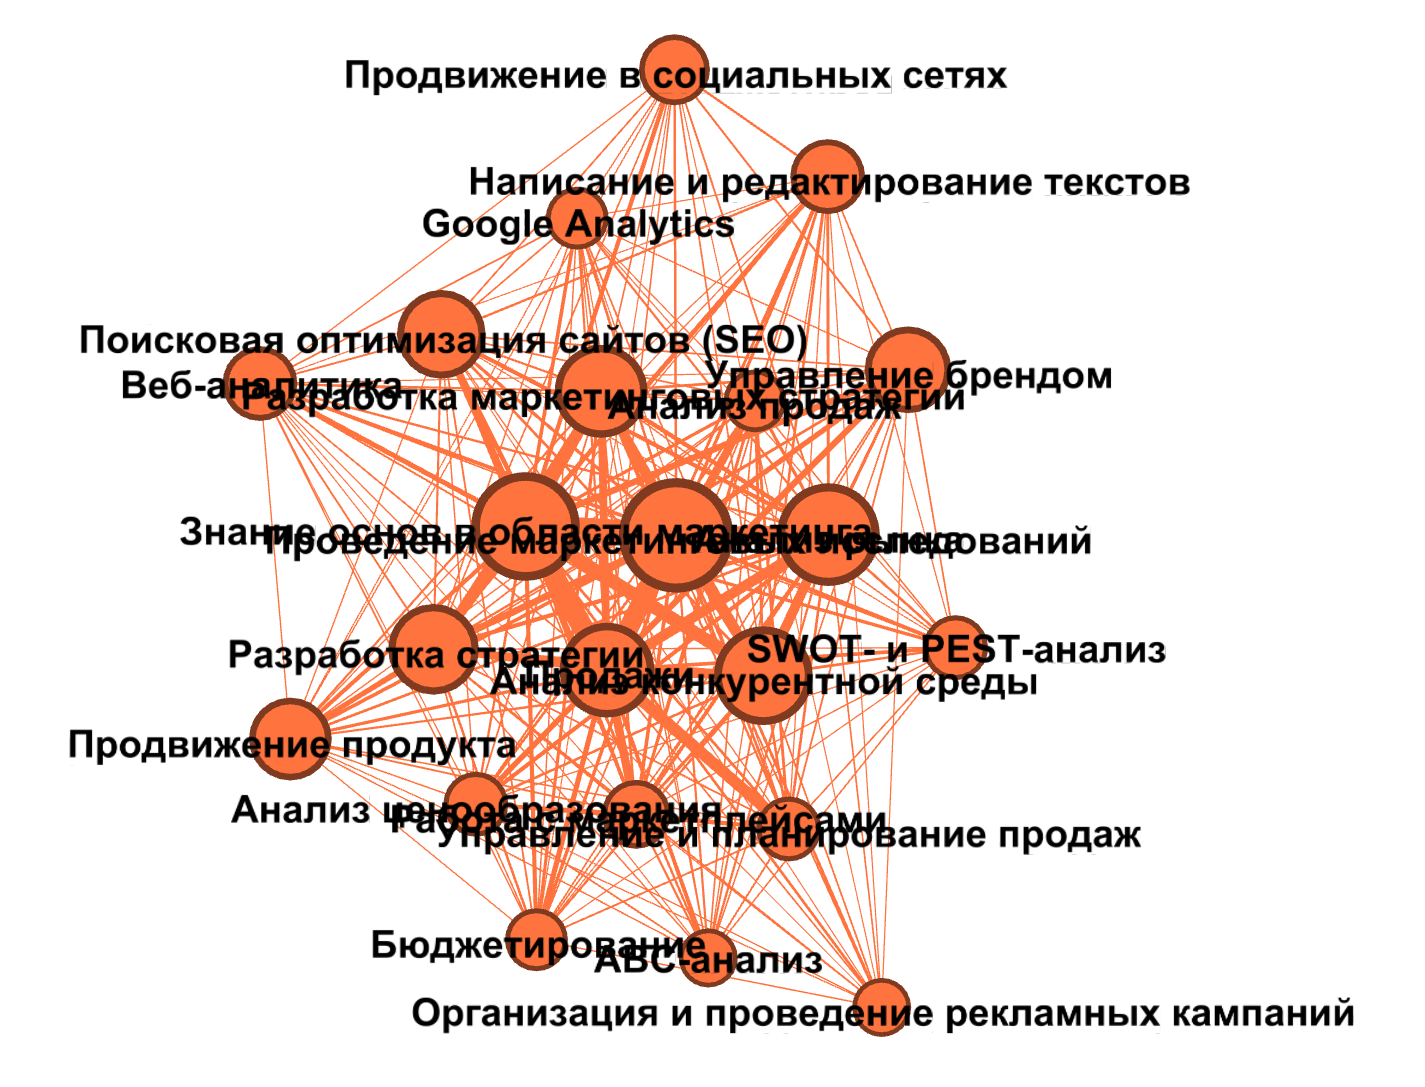 Продвижение в социальных сетях
Написание и редактирование текстов
Google Analytics
Поисковая оптимизация сайтов (SEO)
Управление брендом
Веб-аналитика
Разработка маркетинговых стратегий
Анализ продаж
Знание основ в области маркетинга
Проведение маркетинговых исследований
Анализ рынка
SWOT- и PEST-анализ
Разработка стратегии
Продажи
Анализ конкурентной среды
Продвижение продукта
Анализ ценообразования
Работа с маркетплейсами
Управление и планирование продаж
Бюджетирование
ABC-анализ
Организация и проведение рекламных кампаний